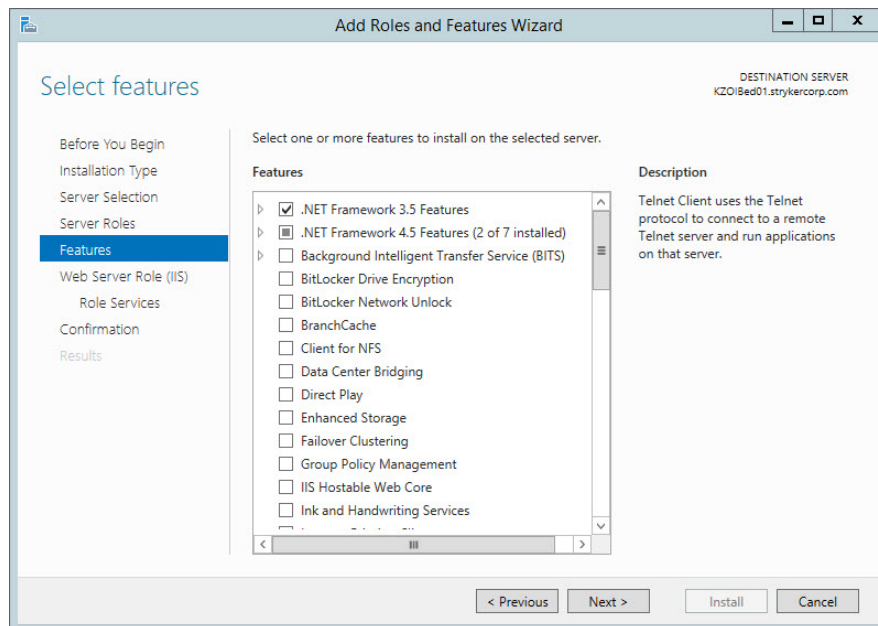 Add Roles and Features Wizard
Select features
DESTINATION SERVER
KZOIBed01.strykercorp.com
Before You Begin
Installation Type
Server Selection
Server Roles
Features
Web Server Role (IIS)
Role Services
Confirmation
Results
Select one or more features to install on the selected server.
Features
.NET Framework 3.5 Features
.NET Framework 4.5 Features (2 of 7 installed)
Background Intelligent Transfer Service (BITS)
BitLocker Drive Encryption
BitLocker Network Unlock
BranchCache
Client for NFS
Data Center Bridging
Direct Play
Enhanced Storage
Failover Clustering
Group Policy Management
IIS Hostable Web Core
Ink and Handwriting Services
Description
Telnet Client uses the Telnet
protocol to connect to a remote
Telnet server and run applications
on that server.
< Previous
Next >
Install
Cancel